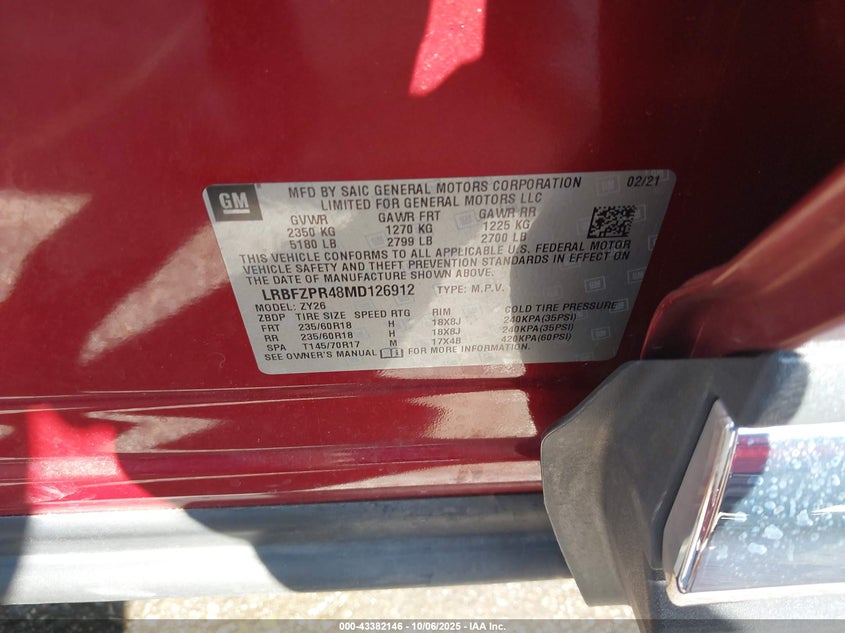 GM
MFD BY SAIC GENERAL MOTORS CORPORATION 02/21
LIMITED FOR GENERAL MOTORS LLC
GVWR GAWR FRT GAWR RR
2350 KG 1270 KG 1225 KG
5180 LB 2799 LB 2700 LB
THIS VEHICLE CONFORMS TO ALL APPLICABLE U.S. FEDERAL MOTOR
VEHICLE SAFETY AND THEFT PREVENTION STANDARDS IN EFFECT ON
THE DATE OF MANUFACTURE SHOWN ABOVE.
LRBFZPR48MD126912 TYPE: M.P.V.
MODEL: ZY26
ZBDP TIRE SIZE SPEED RTG RIM COLD TIRE PRESSURE
FRT 235/60R18 H 18X8J 240KPA(35PSI)
RR 235/60R18 H 18X8J 240KPA(35PSI)
SPA T145/70R17 M 17X4B 420KPA(60PSI)
SEE OWNER'S MANUAL FOR MORE INFORMATION.
000-43382146 - 10/06/2025 - IAA Inc.